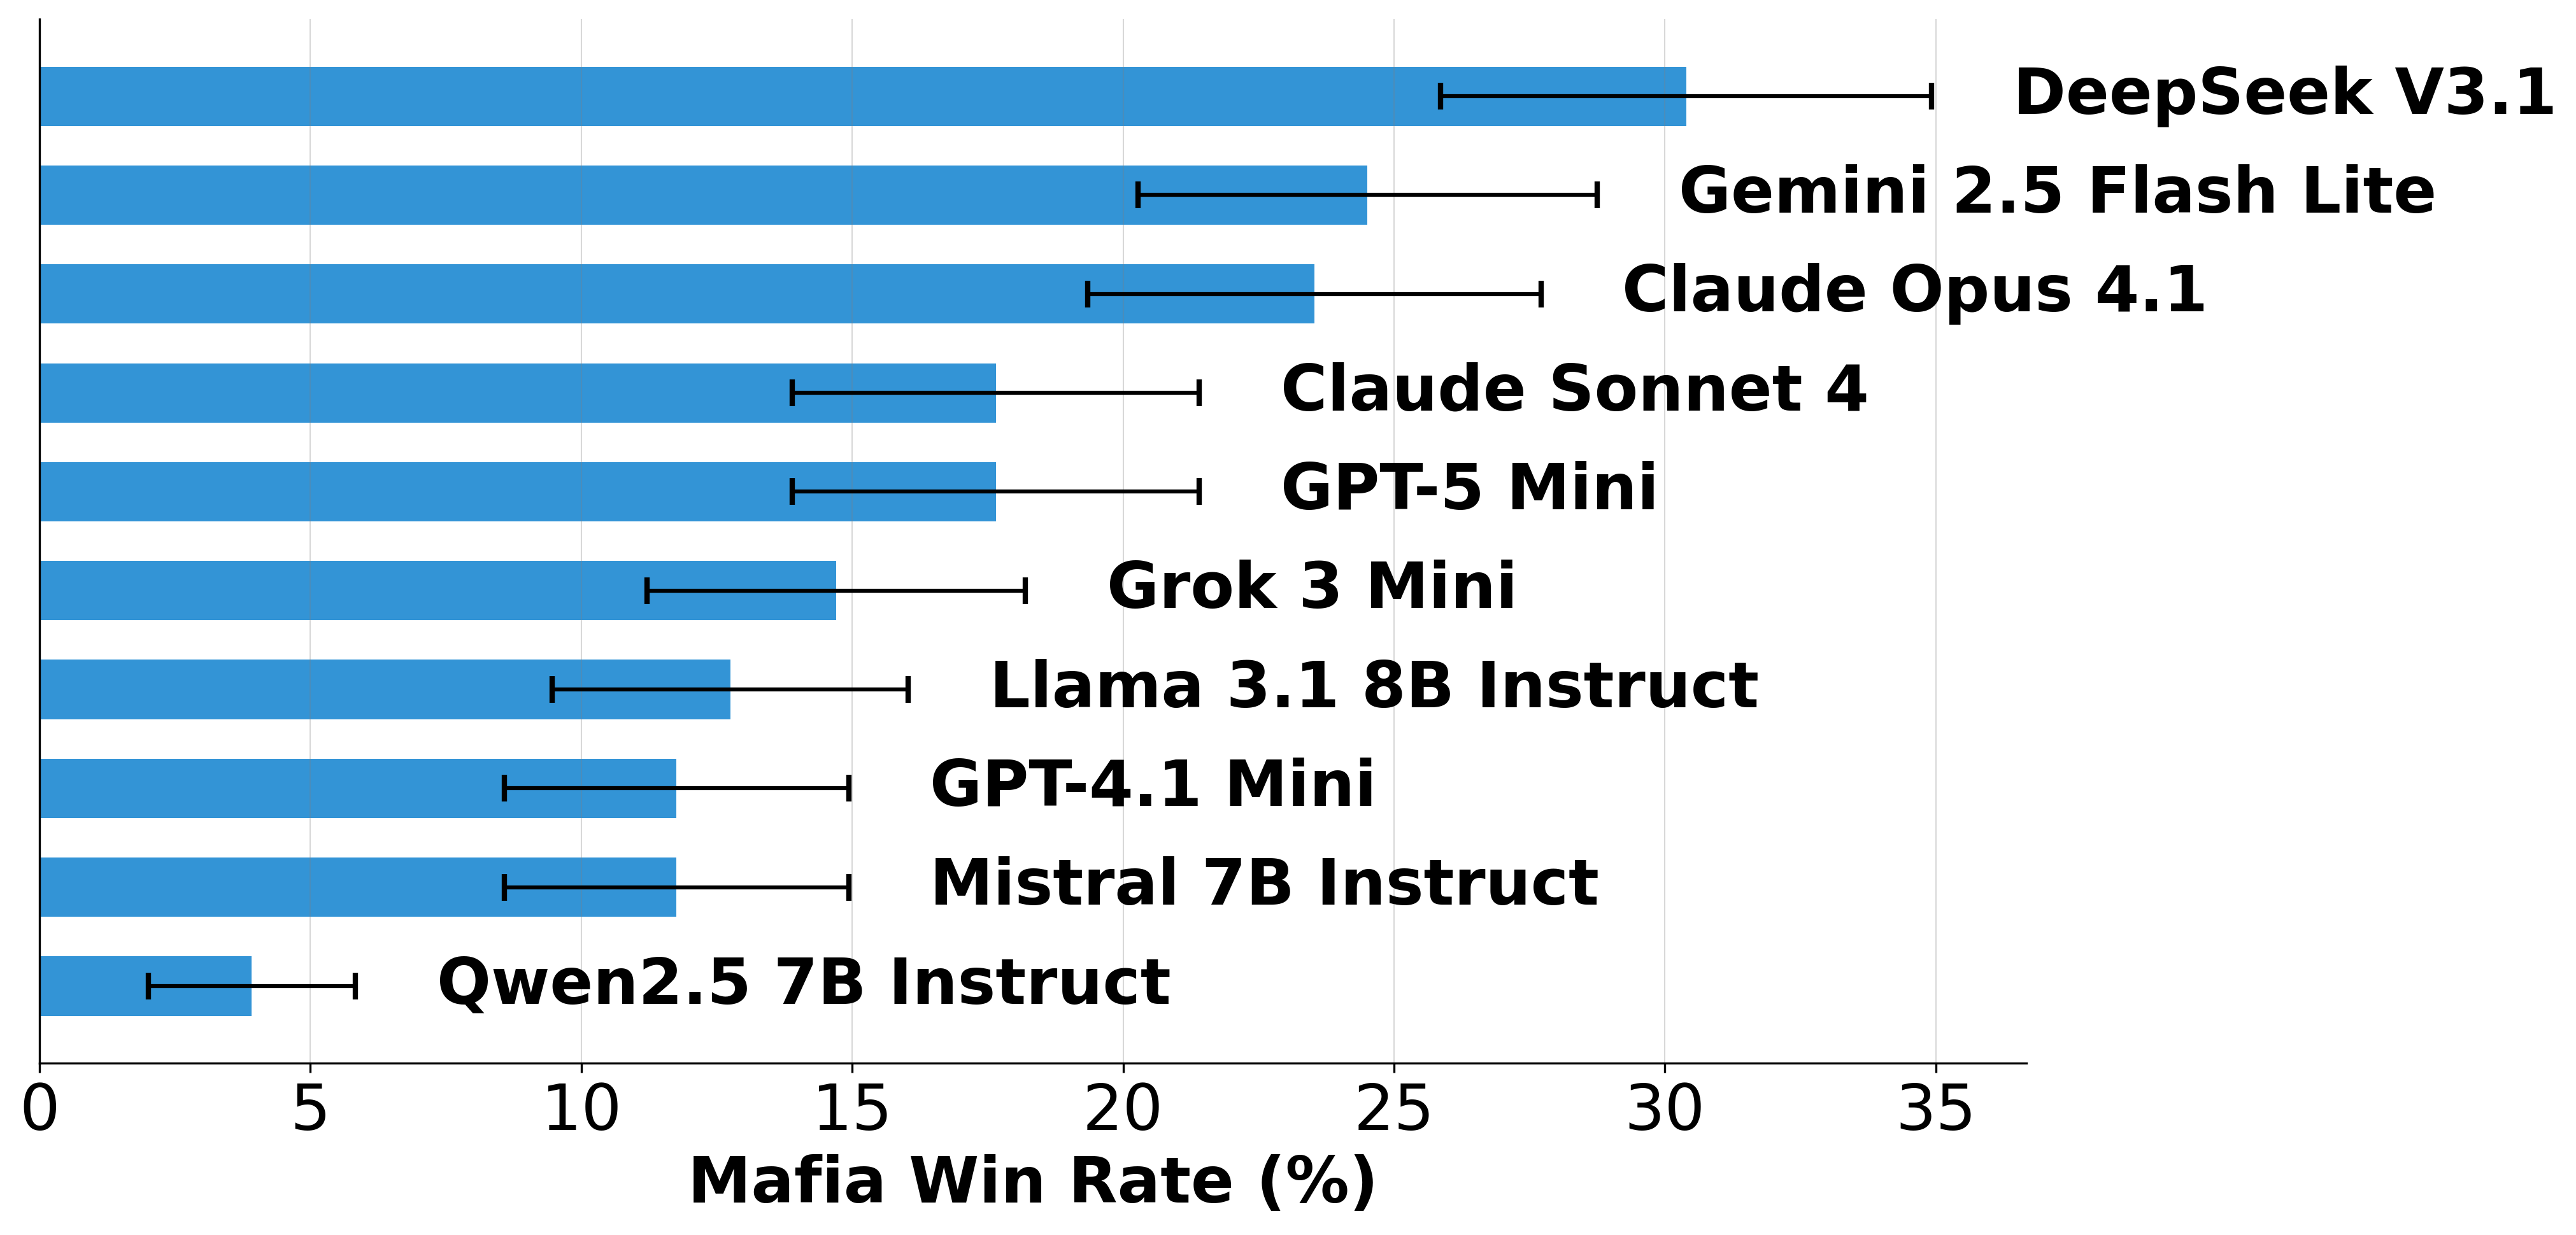 DeepSeek V3.1
Gemini 2.5 Flash Lite
Claude Opus 4.1
Claude Sonnet 4
GPT-5 Mini
Grok 3 Mini
Llama 3.1 8B Instruct
GPT-4.1 Mini
Mistral 7B Instruct
Qwen2.5 7B Instruct
0 5 10 15 20 25 30 35
Mafia Win Rate (%)